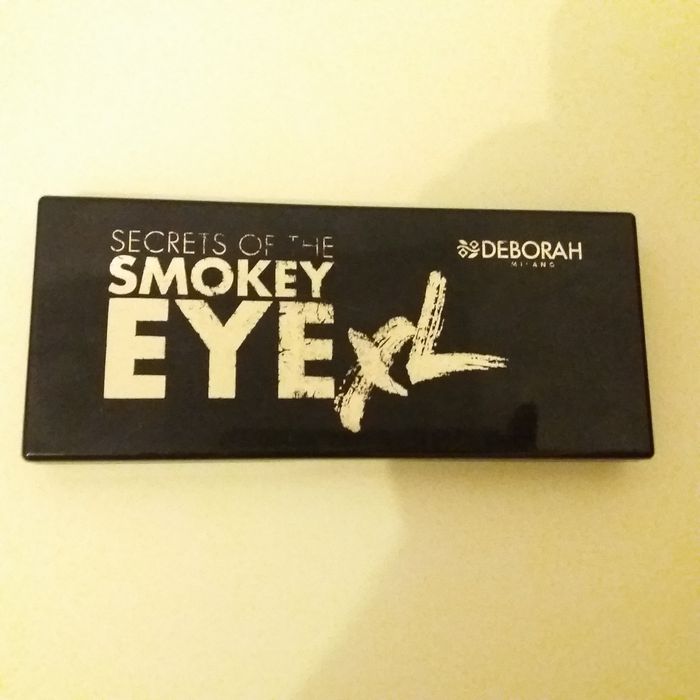 SECRETS OF THE
SMOKEY
EYE XL
DEBORAH
MILANO